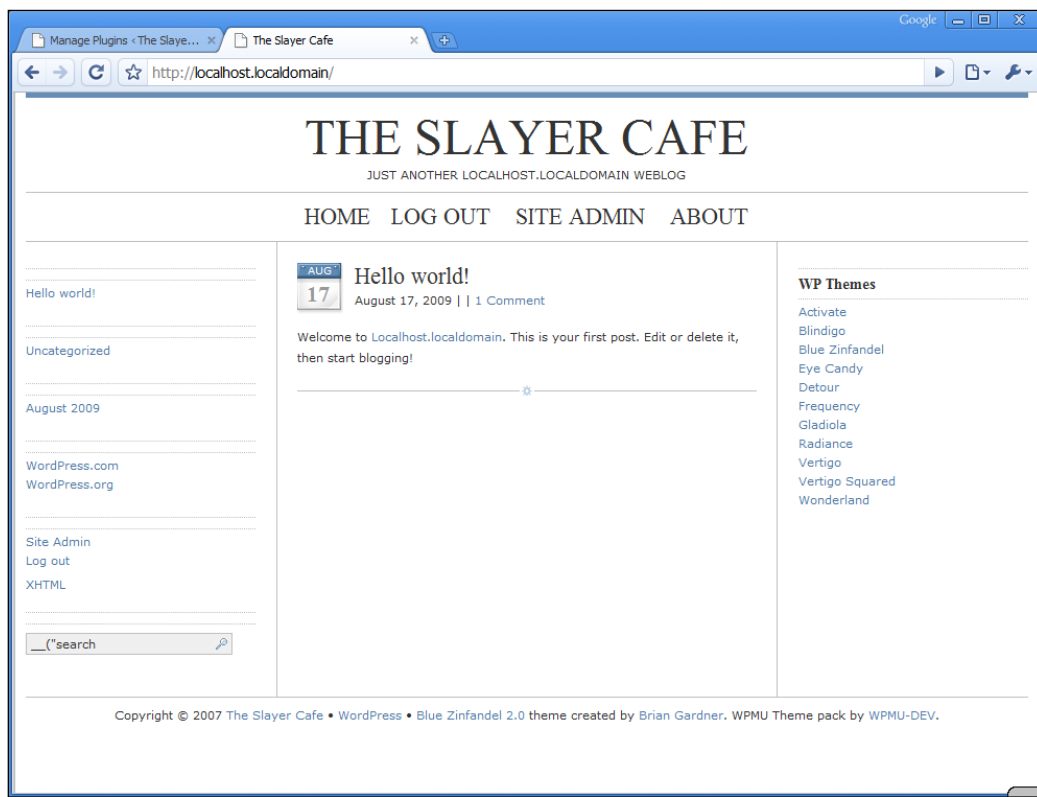 Google
Manage Plugins ‹ The Slaye...
The Slayer Cafe
http://localhost.localdomain/
THE SLAYER CAFE
JUST ANOTHER LOCALHOST.LOCALDOMAIN WEBLOG
HOME LOG OUT SITE ADMIN ABOUT
Hello world!
Uncategorized
August 2009
WordPress.com
WordPress.org
Site Admin
Log out
XHTML
__("search
AUG
17
Hello world!
August 17, 2009 | | 1 Comment
Welcome to Localhost.localdomain. This is your first post. Edit or delete it,
then start blogging!
WP Themes
Activate
Blindigo
Blue Zinfandel
Eye Candy
Detour
Frequency
Gladiola
Radiance
Vertigo
Vertigo Squared
Wonderland
Copyright © 2007 The Slayer Cafe • WordPress • Blue Zinfandel 2.0 theme created by Brian Gardner. WPMU Theme pack by WPMU-DEV.